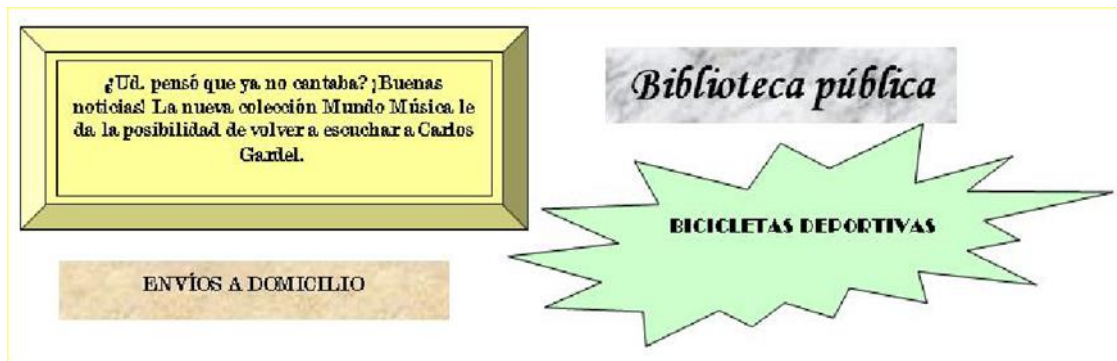 ¿Ud. pensó que ya no cantaba? ¡Buenas
noticias! La nueva colección Mundo Música le
da la posibilidad de volver a escuchar a Carlos
Gardel.
Biblioteca pública
BICICLETAS DEPORTIVAS
ENVÍOS A DOMICILIO